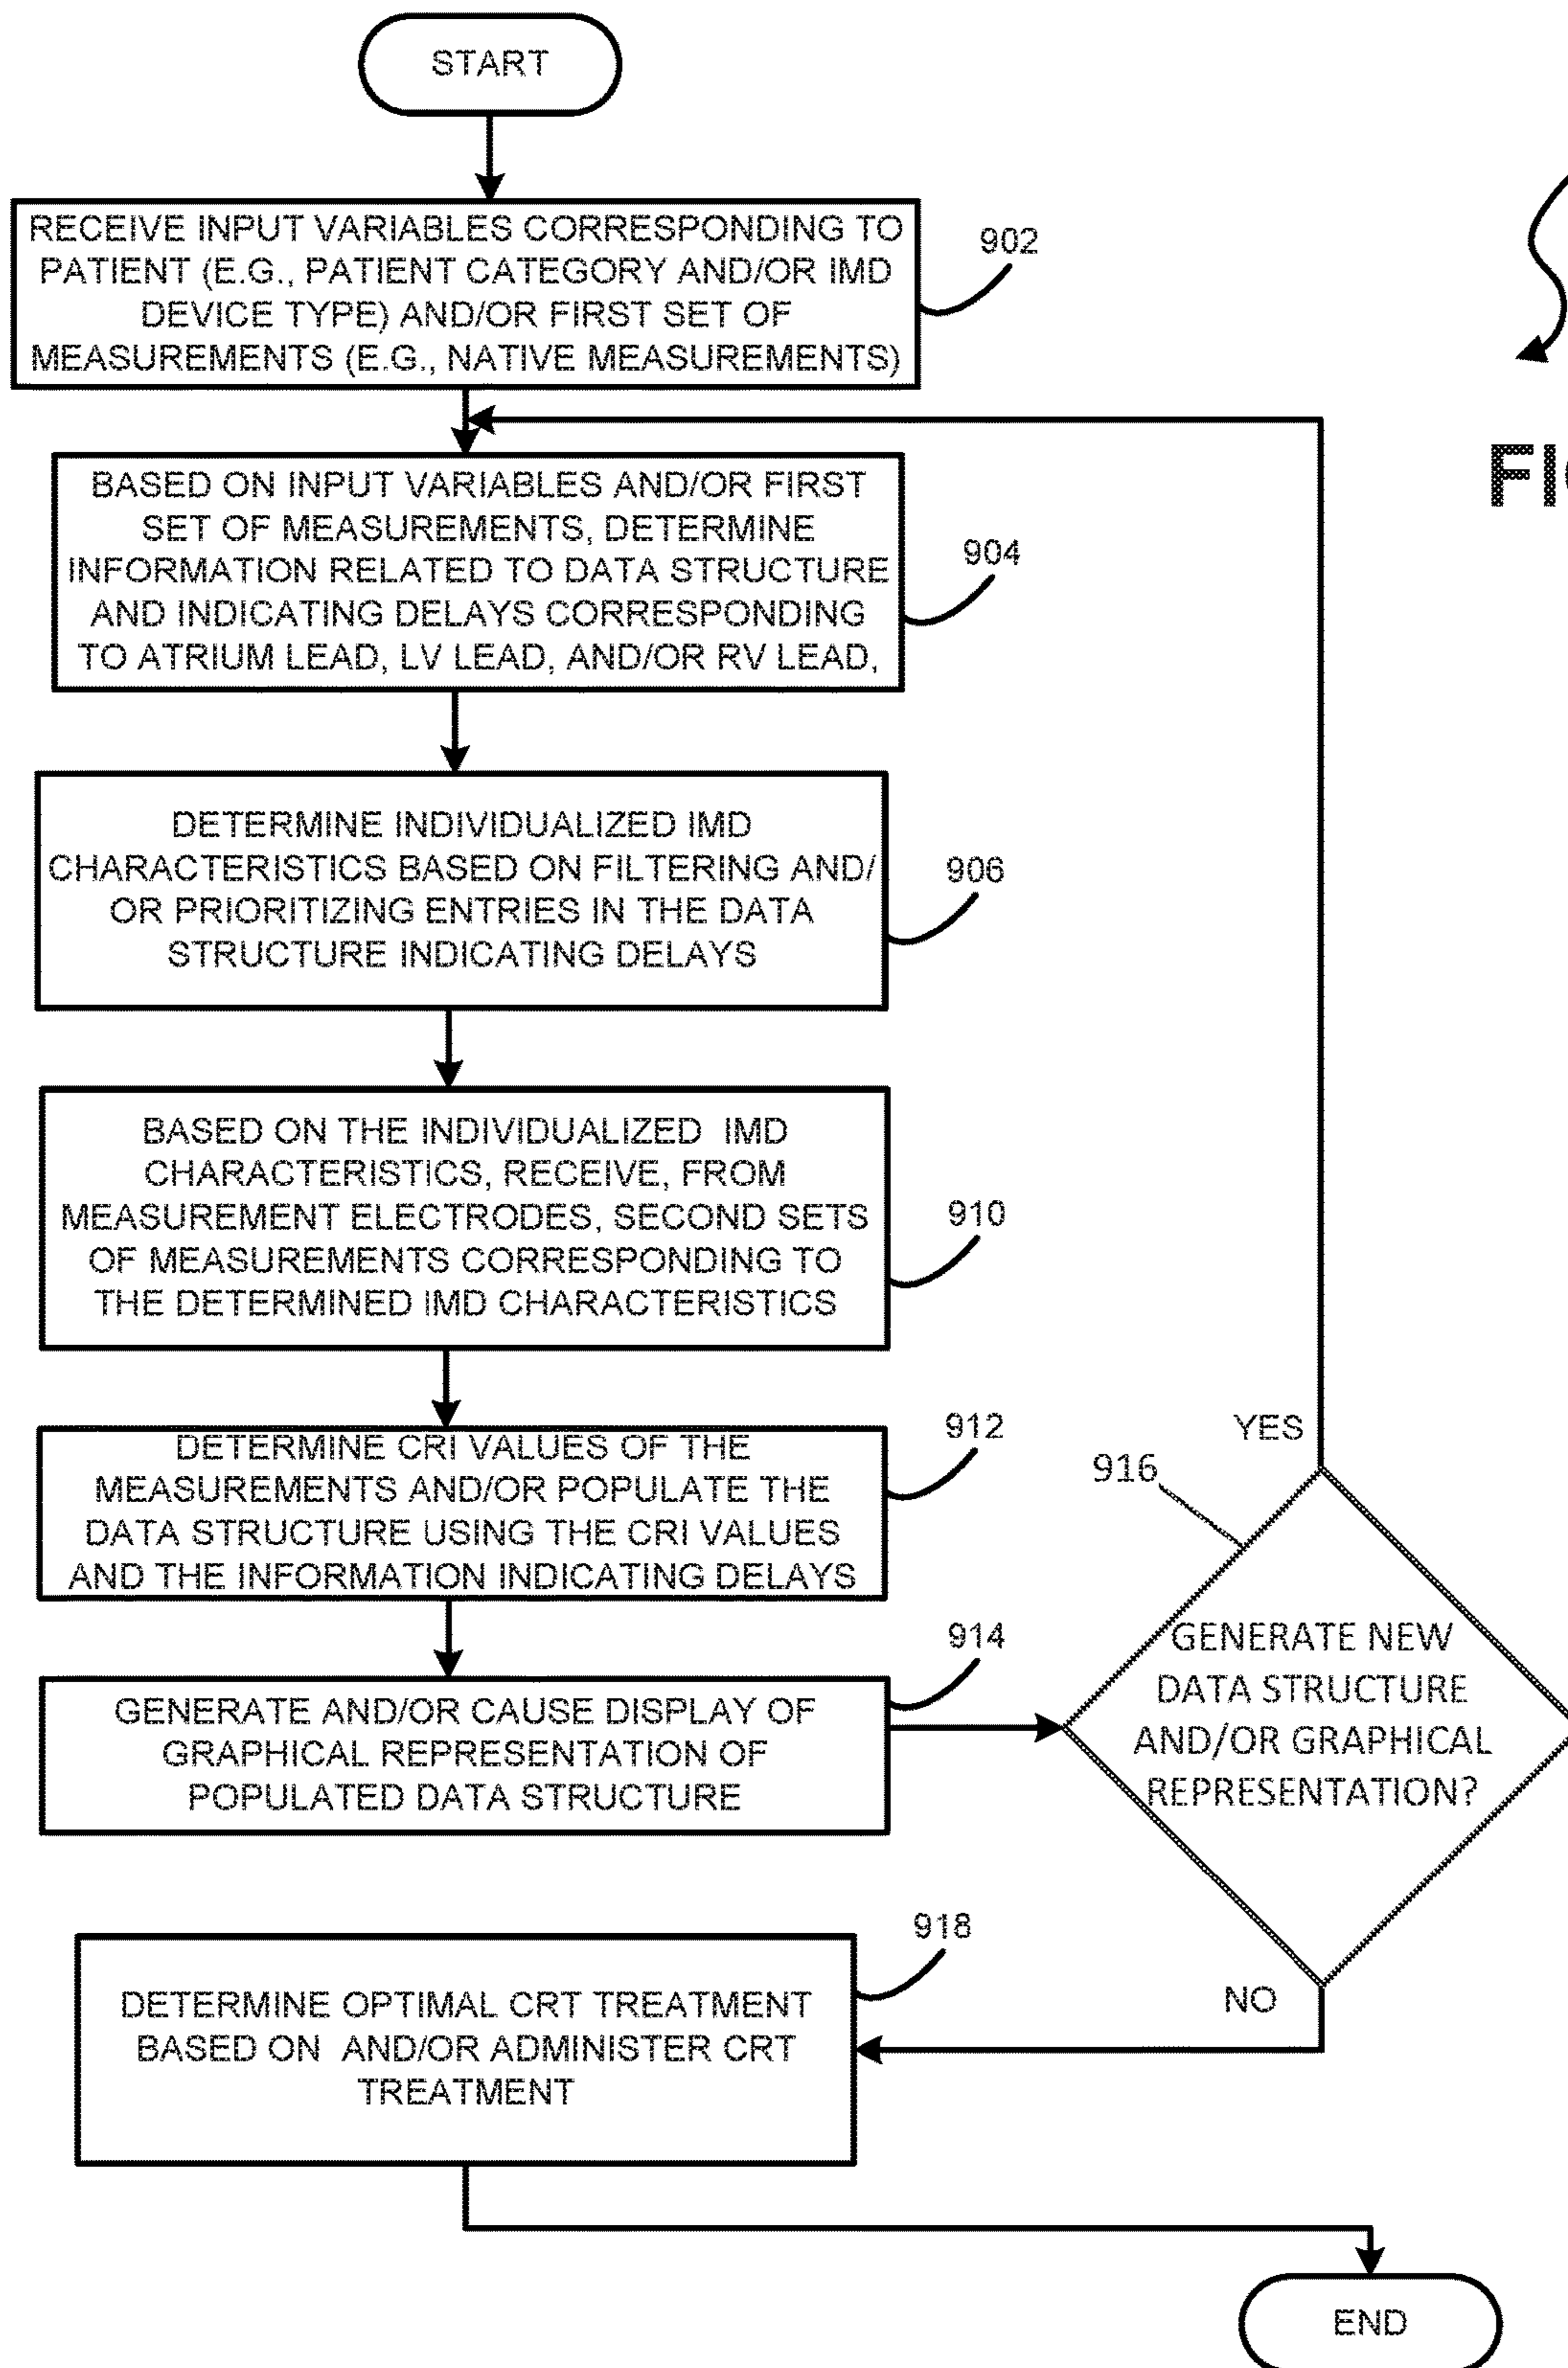 START
RECEIVE INPUT VARIABLES CORRESPONDING TO
PATIENT (E.G., PATIENT CATEGORY AND/OR IMD
DEVICE TYPE) AND/OR FIRST SET OF
MEASUREMENTS (E.G., NATIVE MEASUREMENTS)
902
FIG
BASED ON INPUT VARIABLES AND/OR FIRST
SET OF MEASUREMENTS, DETERMINE
INFORMATION RELATED TO DATA STRUCTURE
AND INDICATING DELAYS CORRESPONDING
TO ATRIUM LEAD, LV LEAD, AND/OR RV LEAD,
904
DETERMINE INDIVIDUALIZED IMD
CHARACTERISTICS BASED ON FILTERING AND/
OR PRIORITIZING ENTRIES IN THE DATA
STRUCTURE INDICATING DELAYS
906
BASED ON THE INDIVIDUALIZED IMD
CHARACTERISTICS, RECEIVE, FROM
MEASUREMENT ELECTRODES, SECOND SETS
OF MEASUREMENTS CORRESPONDING TO
THE DETERMINED IMD CHARACTERISTICS
910
DETERMINE CRI VALUES OF THE
MEASUREMENTS AND/OR POPULATE THE
DATA STRUCTURE USING THE CRI VALUES
AND THE INFORMATION INDICATING DELAYS
912
YES
916
GENERATE AND/OR CAUSE DISPLAY OF
GRAPHICAL REPRESENTATION OF
POPULATED DATA STRUCTURE
914
GENERATE NEW
DATA STRUCTURE
AND/OR GRAPHICAL
REPRESENTATION?
NO
DETERMINE OPTIMAL CRT TREATMENT
BASED ON AND/OR ADMINISTER CRT
TREATMENT
918
END